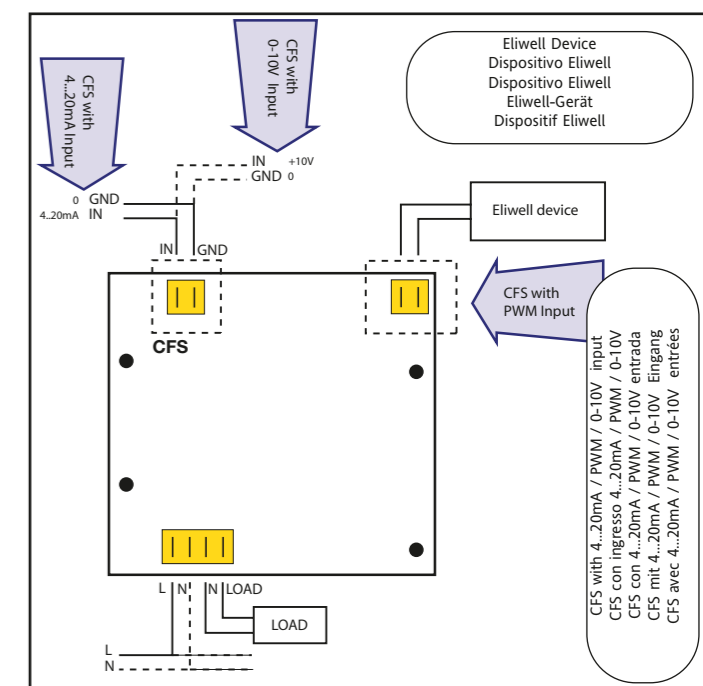 CFS with
4...20mA Input
CFS with
0-10V Input
Eliwell Device
Dispositivo Eliwell
Dispositivo Eliwell
Eliwell-Gerät
Dispositif Eliwell
IN +10V
GND 0
0 GND
4..20mA IN
IN GND
Eliwell device
CFS with
PWM Input
CFS
CFS with 4...20mA / PWM / 0-10V input
CFS con ingresso 4...20mA / PWM / 0-10V
CFS con 4...20mA / PWM / 0-10V entrada
CFS mit 4...20mA / PWM / 0-10V Eingang
CFS avec 4...20mA / PWM / 0-10V entrées
L N N LOAD
LOAD
L
N